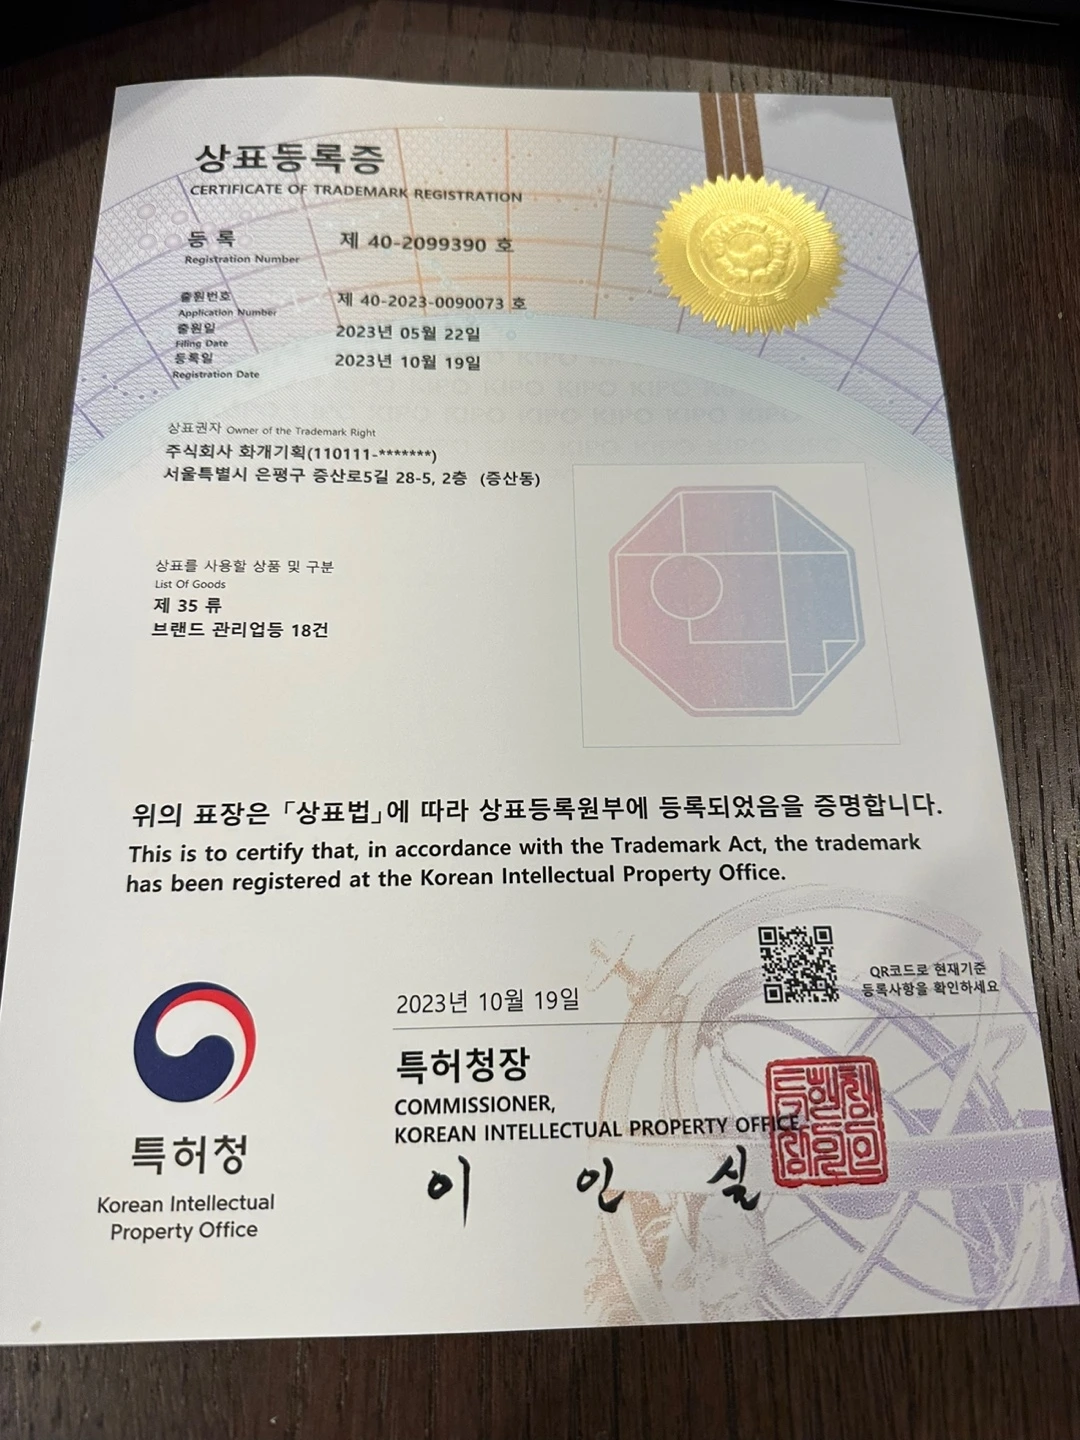 상표등록증
CERTIFICATE OF TRADEMARK REGISTRATION
등 록 제 40-2099390 호
Registration Number
출원번호 제 40-2023-0090073 호
Application Number
출원일 2023년 05월 22일
Filing Date
등록일 2023년 10월 19일
Registration Date
KIPO KIPO KIPO KIPO
KIPO KIPO KIPO KIPO KIPO
상표권자 Owner of the Trademark Right
주식회사 화개기획(110111-*******)
서울특별시 은평구 증산로5길 28-5, 2층 (증산동)
상표를 사용할 상품 및 구분
List Of Goods
제 35 류
브랜드 관리업등 18건
위의 표장은 「상표법」에 따라 상표등록원부에 등록되었음을 증명합니다.
This is to certify that, in accordance with the Trademark Act, the trademark
has been registered at the Korean Intellectual Property Office.
QR코드로 현재기준
등록사항을 확인하세요
2023년 10월 19일
특허청장
COMMISSIONER,
KOREAN INTELLECTUAL PROPERTY OFFICE
이 인 실
특허청
Korean Intellectual
Property Office